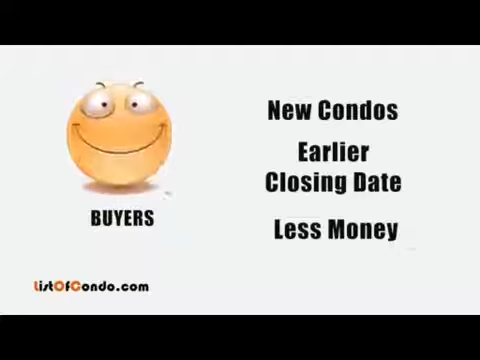 New Condos
Earlier
Closing Date
Less Money
BUYERS
ListOfCondo.com